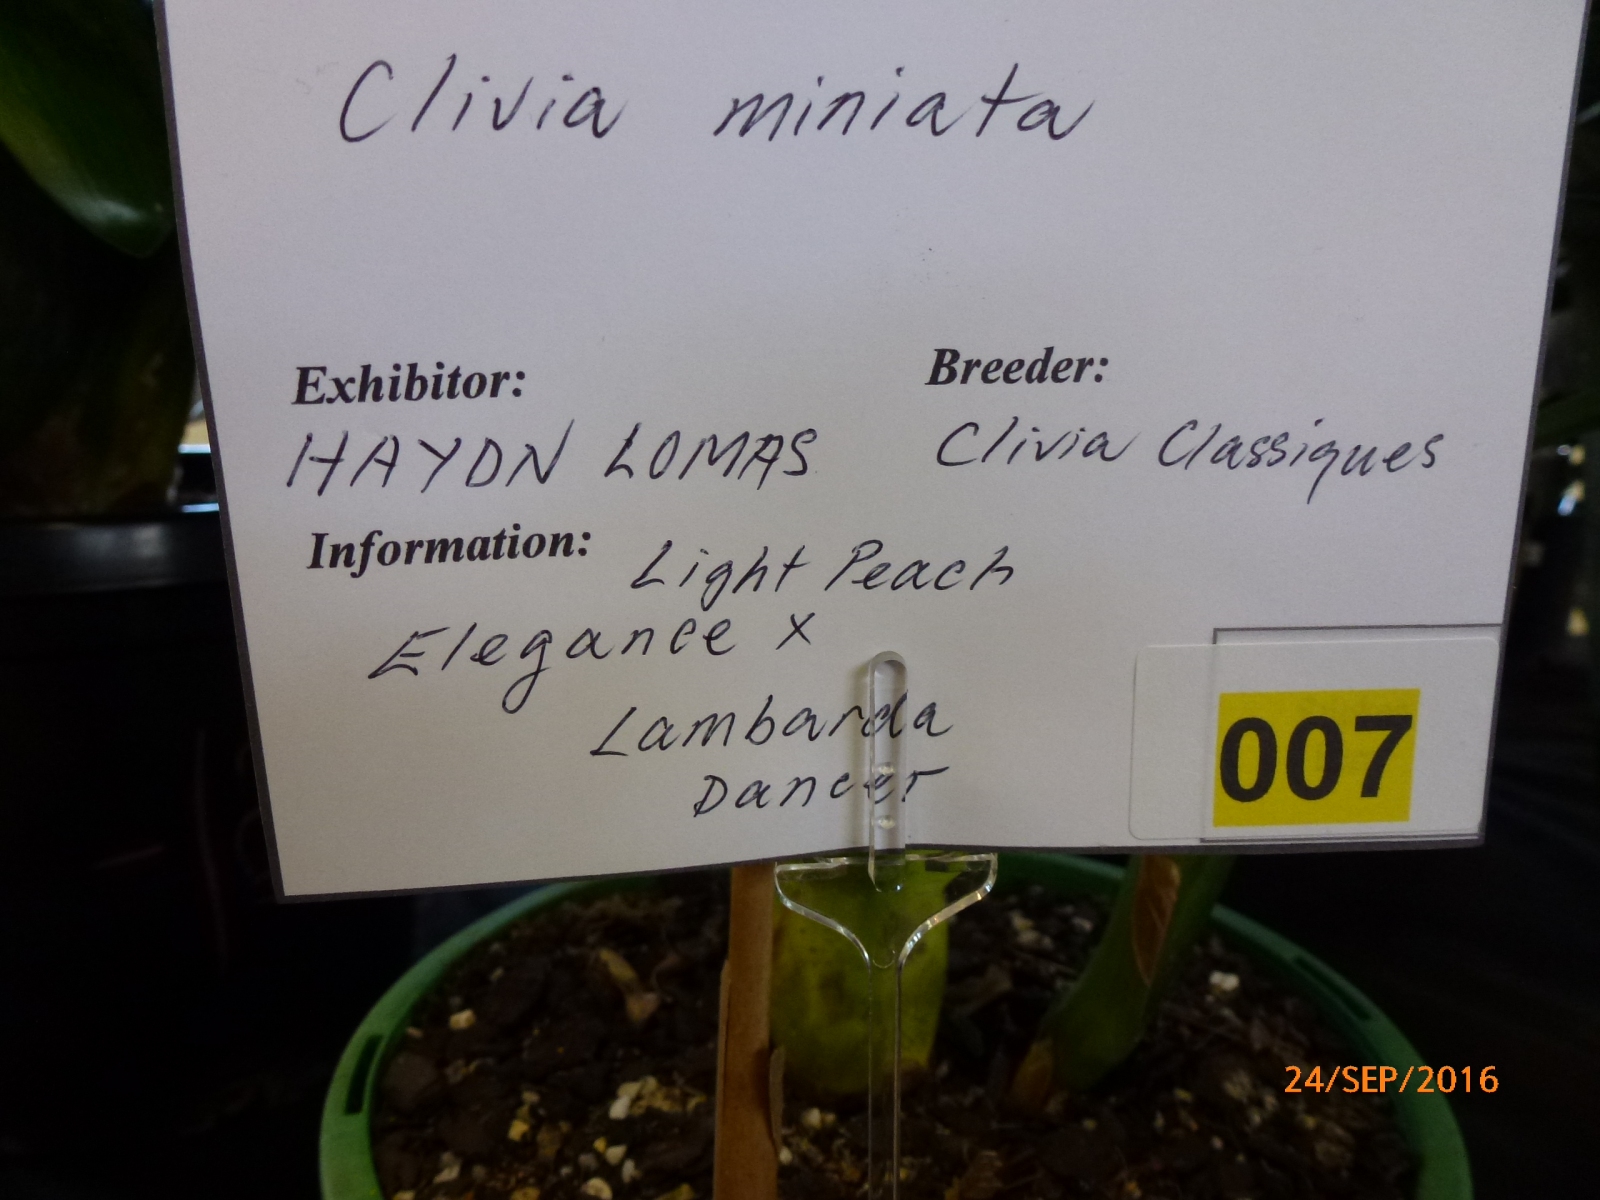 Clivia miniata
Exhibitor:
HAYDN LOMAS
Breeder:
Clivia Classiques
Information: Light Peach
Elegance x
Lambarda
Dancer
007
24/SEP/2016